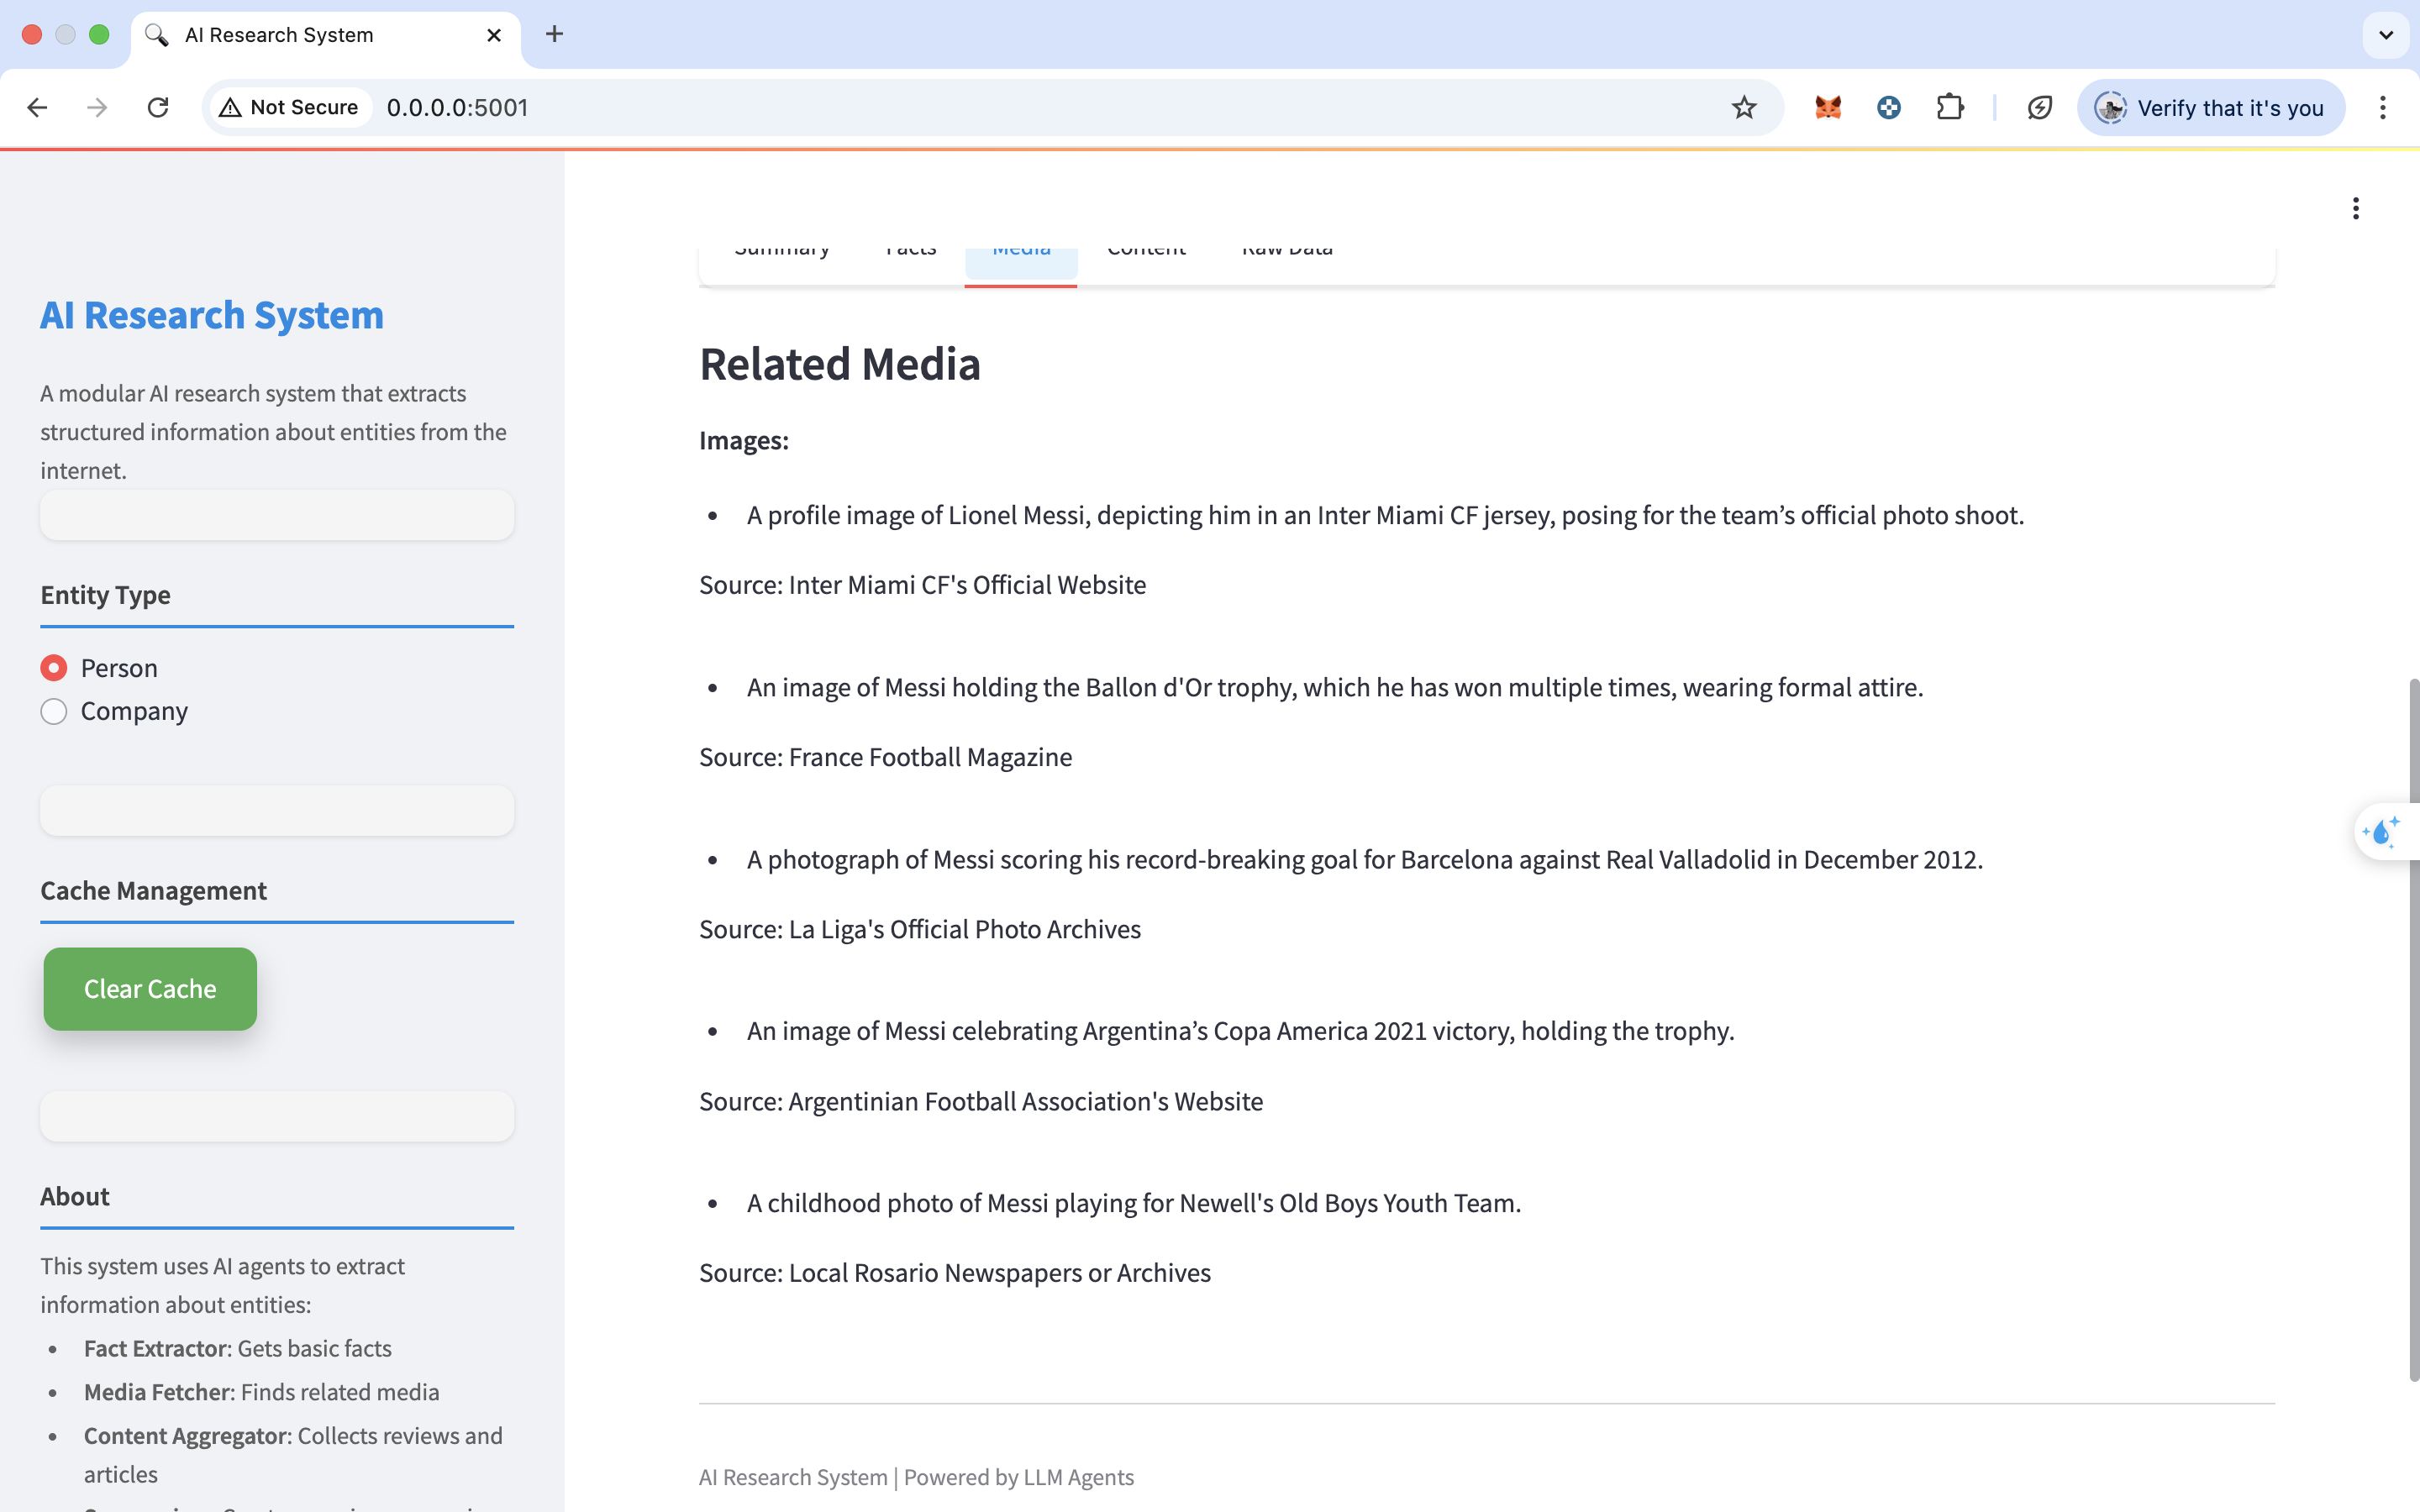 AI Research System
Not Secure
0.0.0.0:5001
Verify that it's you
AI Research System
A modular AI research system that extracts
structured information about entities from the
internet.
Entity Type
Person
Company
Cache Management
Clear Cache
About
This system uses AI agents to extract
information about entities:
• Fact Extractor: Gets basic facts
• Media Fetcher: Finds related media
• Content Aggregator: Collects reviews and
articles
Summary Facts Media Content Raw Data
Related Media
Images:
• A profile image of Lionel Messi, depicting him in an Inter Miami CF jersey, posing for the team’s official photo shoot.
Source: Inter Miami CF's Official Website
• An image of Messi holding the Ballon d'Or trophy, which he has won multiple times, wearing formal attire.
Source: France Football Magazine
• A photograph of Messi scoring his record-breaking goal for Barcelona against Real Valladolid in December 2012.
Source: La Liga's Official Photo Archives
• An image of Messi celebrating Argentina’s Copa America 2021 victory, holding the trophy.
Source: Argentinian Football Association's Website
• A childhood photo of Messi playing for Newell's Old Boys Youth Team.
Source: Local Rosario Newspapers or Archives
AI Research System | Powered by LLM Agents